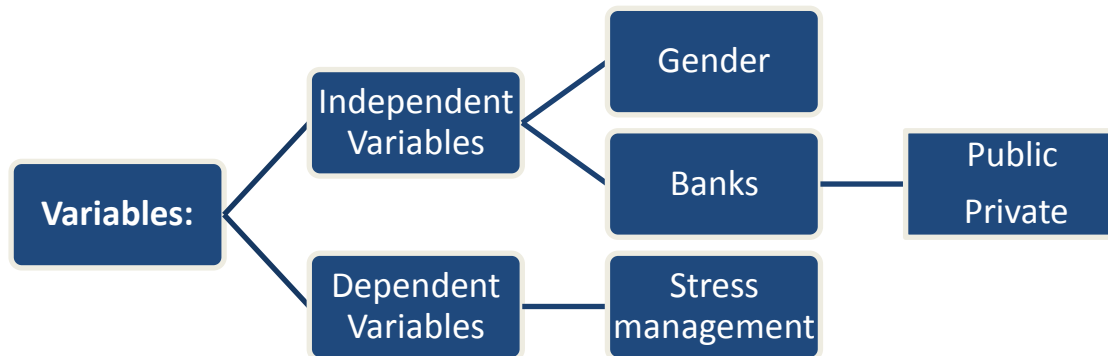 Variables:
Independent
Variables
Gender
Banks
Public
Private
Dependent
Variables
Stress
management